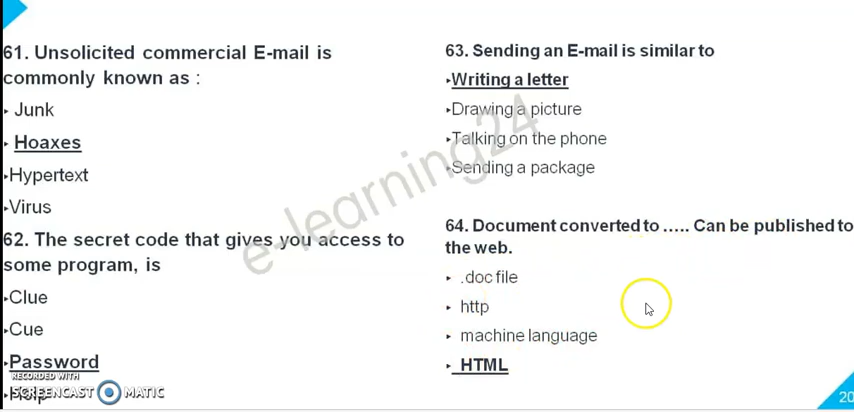 61. Unsolicited commercial E-mail is
commonly known as :
‣ Junk
‣ Hoaxes
‣Hypertext
‣Virus
62. The secret code that gives you access to
some program, is
‣Clue
‣Cue
‣Password
‣Help
63. Sending an E-mail is similar to
‣Writing a letter
‣Drawing a picture
‣Talking on the phone
‣Sending a package
64. Document converted to ..... Can be published to
the web.
‣ .doc file
‣ http
‣ machine language
‣ HTML
e-learning24
RECORDED WITH
SCREENCAST MATIC
20